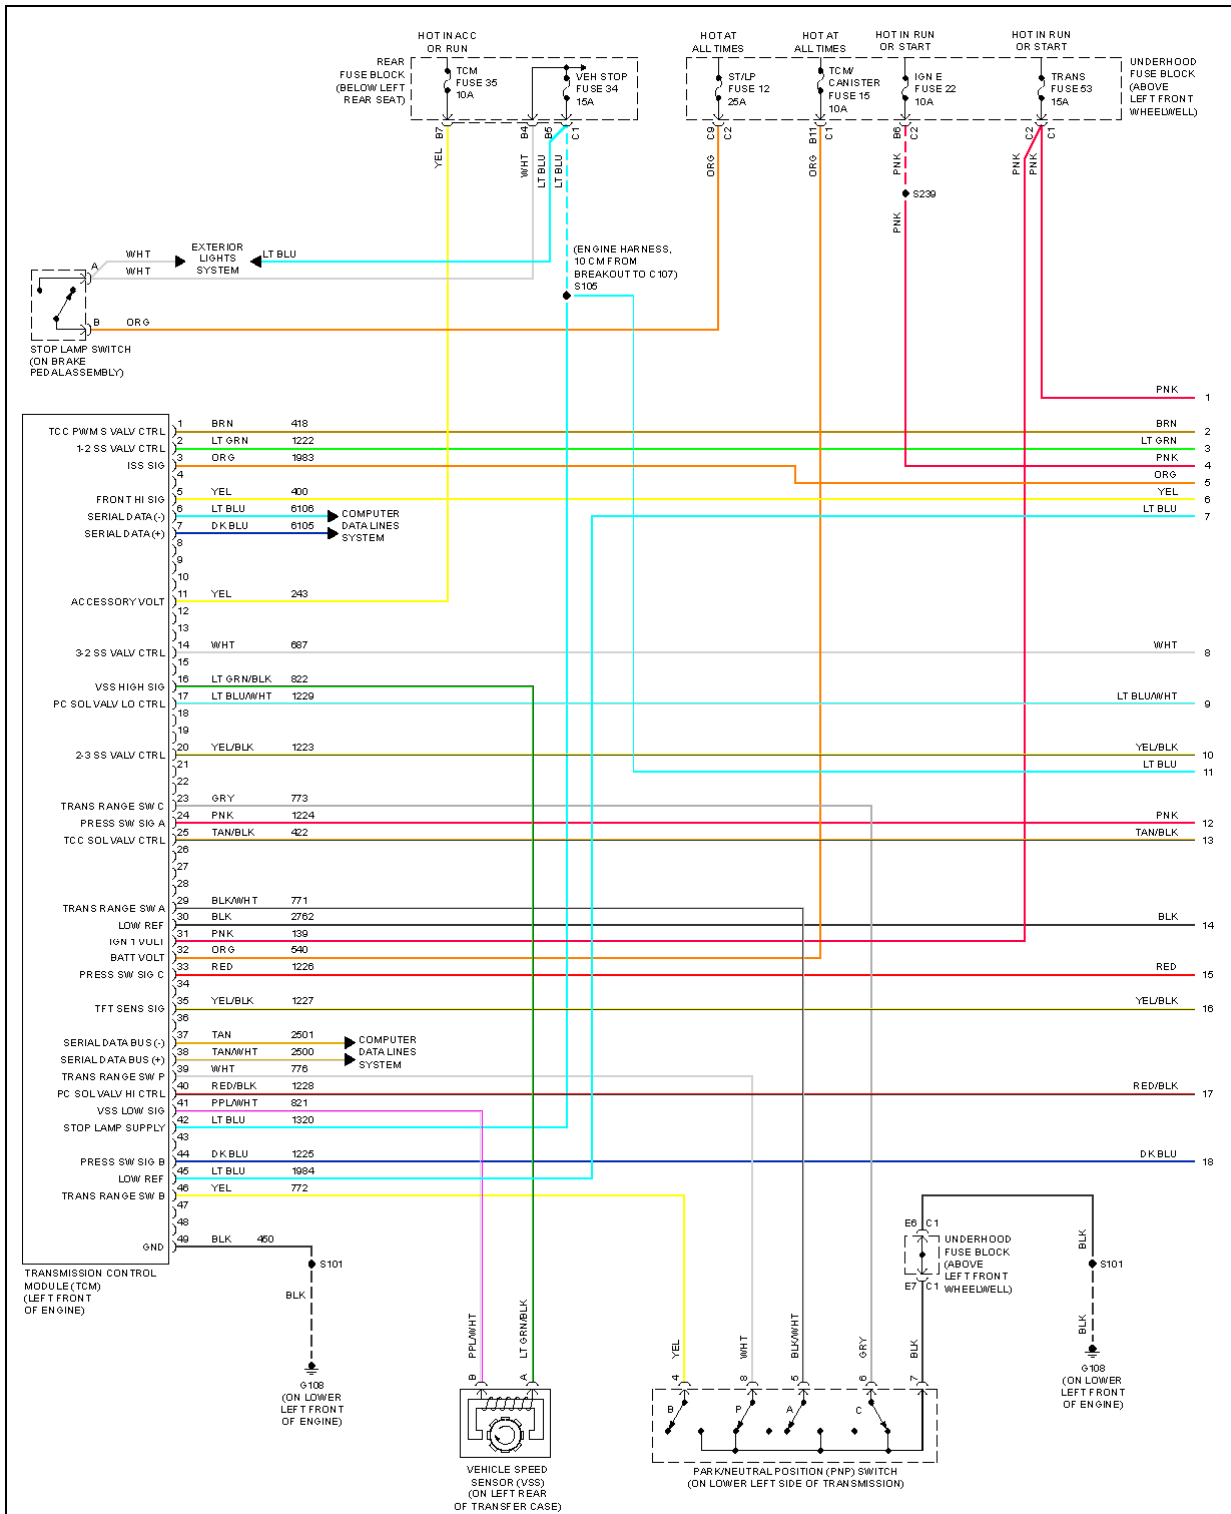 HOT IN ACC
OR RUN
HOT AT
ALL TIMES
HOT AT
ALL TIMES
HOT IN RUN
OR START
HOT IN RUN
OR START
REAR
FUSE BLOCK
(BELOW LEFT
REAR SEAT)
TCM
FUSE 35
10A
VEH STOP
FUSE 34
15A
ST/LP
FUSE 12
25A
TCM/
CANISTER
FUSE 15
10A
IGN E
FUSE 22
10A
TRANS
FUSE 53
15A
UNDERHOOD
FUSE BLOCK
(ABOVE
LEFT FRONT
WHEELWELL)
B7
B4
B5
C1
C9
C2
B11
C1
B6
C2
C2
C1
YEL
WHT
LT BLU
LT BLU
ORG
ORG
PNK
PNK
PNK
S239
PNK
WHT
EXTERIOR
LIGHTS
SYSTEM
LT BLU
(ENGINE HARNESS,
10 CM FROM
BREAKOUT TO C107)
S105
A
WHT
B
ORG
STOP LAMP SWITCH
(ON BRAKE
PEDAL ASSEMBLY)
PNK 1
TCC PWM S VALV CTRL 1 BRN 418 BRN 2
1-2 SS VALV CTRL 2 LT GRN 1222 LT GRN 3
ISS SIG 3 ORG 1983 PNK 4
4 ORG 5
FRONT HI SIG 5 YEL 400 YEL 6
SERIAL DATA (-) 6 LT BLU 6106 LT BLU 7
SERIAL DATA (+) 7 DK BLU 6105
COMPUTER
DATA LINES
SYSTEM
8
9
10
ACCESSORY VOLT 11 YEL 243
12
13
3-2 SS VALV CTRL 14 WHT 687 WHT 8
15
VSS HIGH SIG 16 LT GRN/BLK 822
PC SOL VALV LO CTRL 17 LT BLU/WHT 1229 LT BLU/WHT 9
18
19
2-3 SS VALV CTRL 20 YEL/BLK 1223 YEL/BLK 10
21 LT BLU 11
22
TRANS RANGE SW C 23 GRY 773
PRESS SW SIG A 24 PNK 1224 PNK 12
TCC SOL VALV CTRL 25 TAN/BLK 422 TAN/BLK 13
26
27
28
TRANS RANGE SW A 29 BLK/WHT 771
LOW REF 30 BLK 2762 BLK 14
IGN 1 VOLT 31 PNK 139
BATT VOLT 32 ORG 540
PRESS SW SIG C 33 RED 1226 RED 15
34
TFT SENS SIG 35 YEL/BLK 1227 YEL/BLK 16
36
SERIAL DATA BUS (-) 37 TAN 2501
SERIAL DATA BUS (+) 38 TAN/WHT 2500
COMPUTER
DATA LINES
SYSTEM
TRANS RANGE SW P 39 WHT 776
PC SOL VALV HI CTRL 40 RED/BLK 1228 RED/BLK 17
VSS LOW SIG 41 PPL/WHT 821
STOP LAMP SUPPLY 42 LT BLU 1320
43
PRESS SW SIG B 44 DK BLU 1225 DK BLU 18
LOW REF 45 LT BLU 1984
TRANS RANGE SW B 46 YEL 772
47
48
GND 49 BLK 450
TRANSMISSION CONTROL
MODULE (TCM)
(LEFT FRONT
OF ENGINE)
S101
BLK
G108
(ON LOWER
LEFT FRONT
OF ENGINE)
PPL/WHT
LT GRN/BLK
B
A
VEHICLE SPEED
SENSOR (VSS)
(ON LEFT REAR
OF TRANSFER CASE)
YEL
WHT
BLK/WHT
GRY
BLK
4
8
5
6
7
B
P
A
C
PARK/NEUTRAL POSITION (PNP) SWITCH
(ON LOWER LEFT SIDE OF TRANSMISSION)
E6
C1
UNDERHOOD
FUSE BLOCK
(ABOVE
LEFT FRONT
WHEELWELL)
E7
C1
BLK
S101
BLK
G108
(ON LOWER
LEFT FRONT
OF ENGINE)